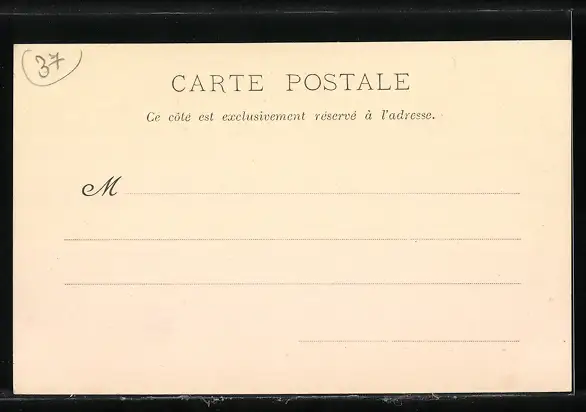 37
CARTE POSTALE
Ce côté est exclusivement réservé à l'adresse.
M